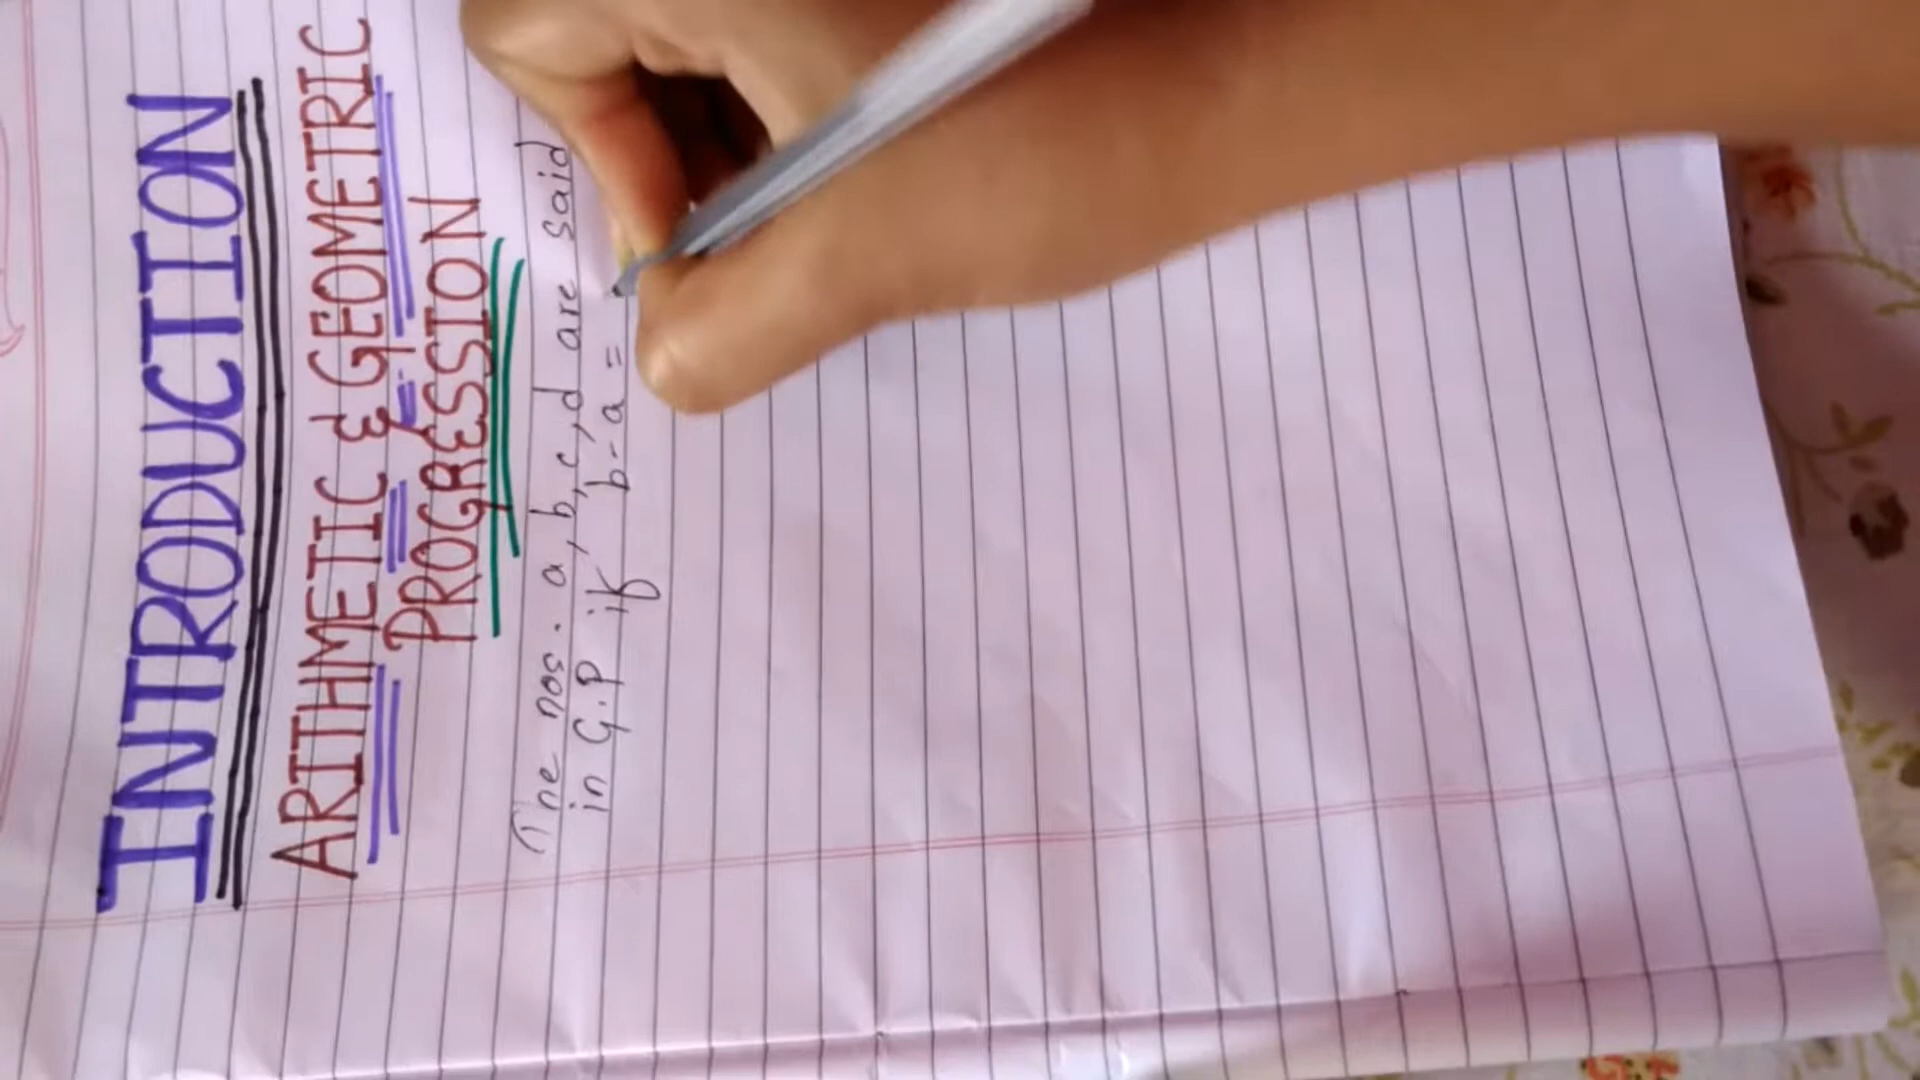 INTRODUCTION
ARITHMETIC & GEOMETRIC
PROGRESSION
The nos. a, b, c, d are said
in G.P if b-a =